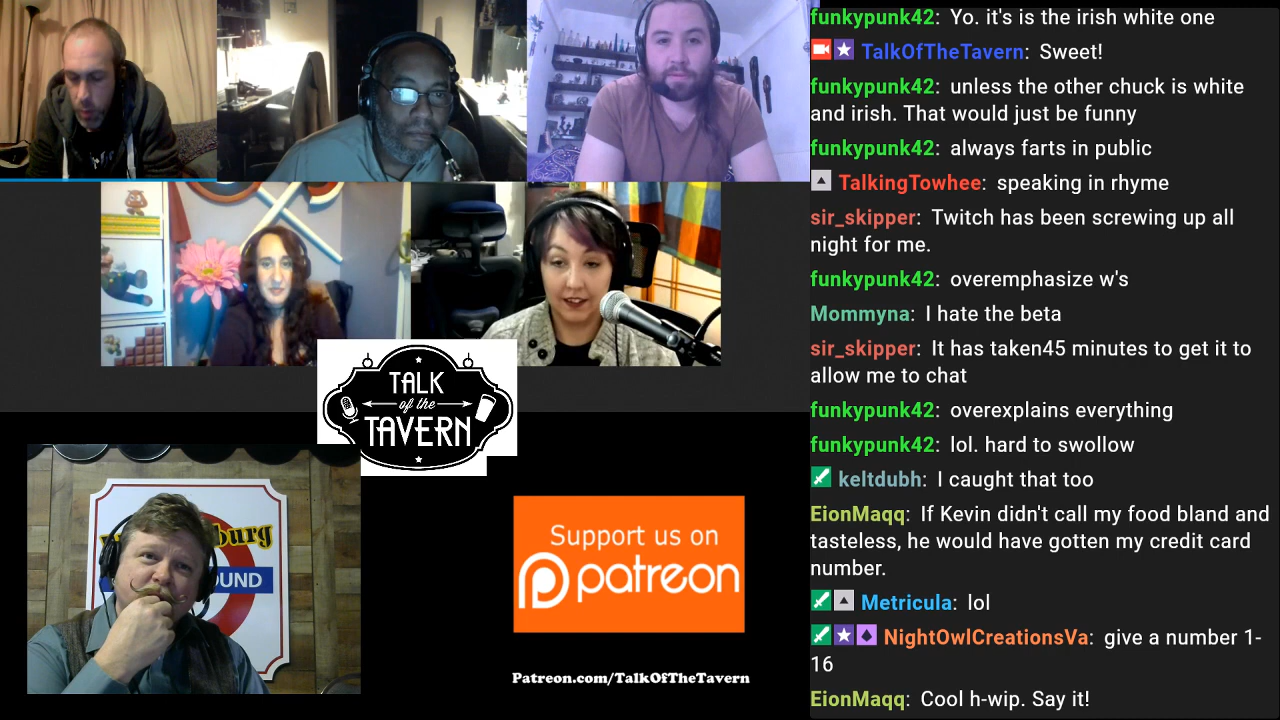 TALK
of the
TAVERN
burg
UND
Support us on
patreon
Patreon.com/TalkOfTheTavern
funkypunk42: Yo. it's is the irish white one
TalkOfTheTavern: Sweet!
funkypunk42: unless the other chuck is white
and irish. That would just be funny
funkypunk42: always farts in public
TalkingTowhee: speaking in rhyme
sir_skipper: Twitch has been screwing up all
night for me.
funkypunk42: overemphasize w's
Mommyna: I hate the beta
sir_skipper: It has taken45 minutes to get it to
allow me to chat
funkypunk42: overexplains everything
funkypunk42: lol. hard to swollow
keltdubh: I caught that too
EionMaqq: If Kevin didn't call my food bland and
tasteless, he would have gotten my credit card
number.
Metricula: lol
NightOwlCreationsVa: give a number 1-
16
EionMaqq: Cool h-wip. Say it!